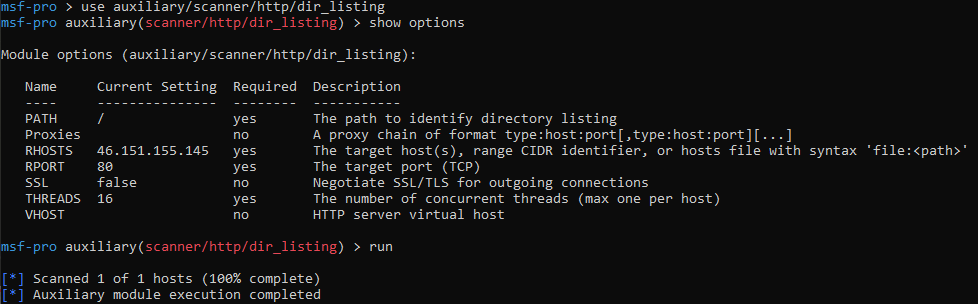 msf-pro > use auxiliary/scanner/http/dir_listing
msf-pro auxiliary(scanner/http/dir_listing) > show options
Module options (auxiliary/scanner/http/dir_listing):
Name Current Setting Required Description
---- --------------- -------- -----------
PATH / yes The path to identify directory listing
Proxies no A proxy chain of format type:host:port[,type:host:port][...]
RHOSTS 46.151.155.145 yes The target host(s), range CIDR identifier, or hosts file with syntax 'file:<path>'
RPORT 80 yes The target port (TCP)
SSL false no Negotiate SSL/TLS for outgoing connections
THREADS 16 yes The number of concurrent threads (max one per host)
VHOST no HTTP server virtual host
msf-pro auxiliary(scanner/http/dir_listing) > run
[*] Scanned 1 of 1 hosts (100% complete)
[*] Auxiliary module execution completed